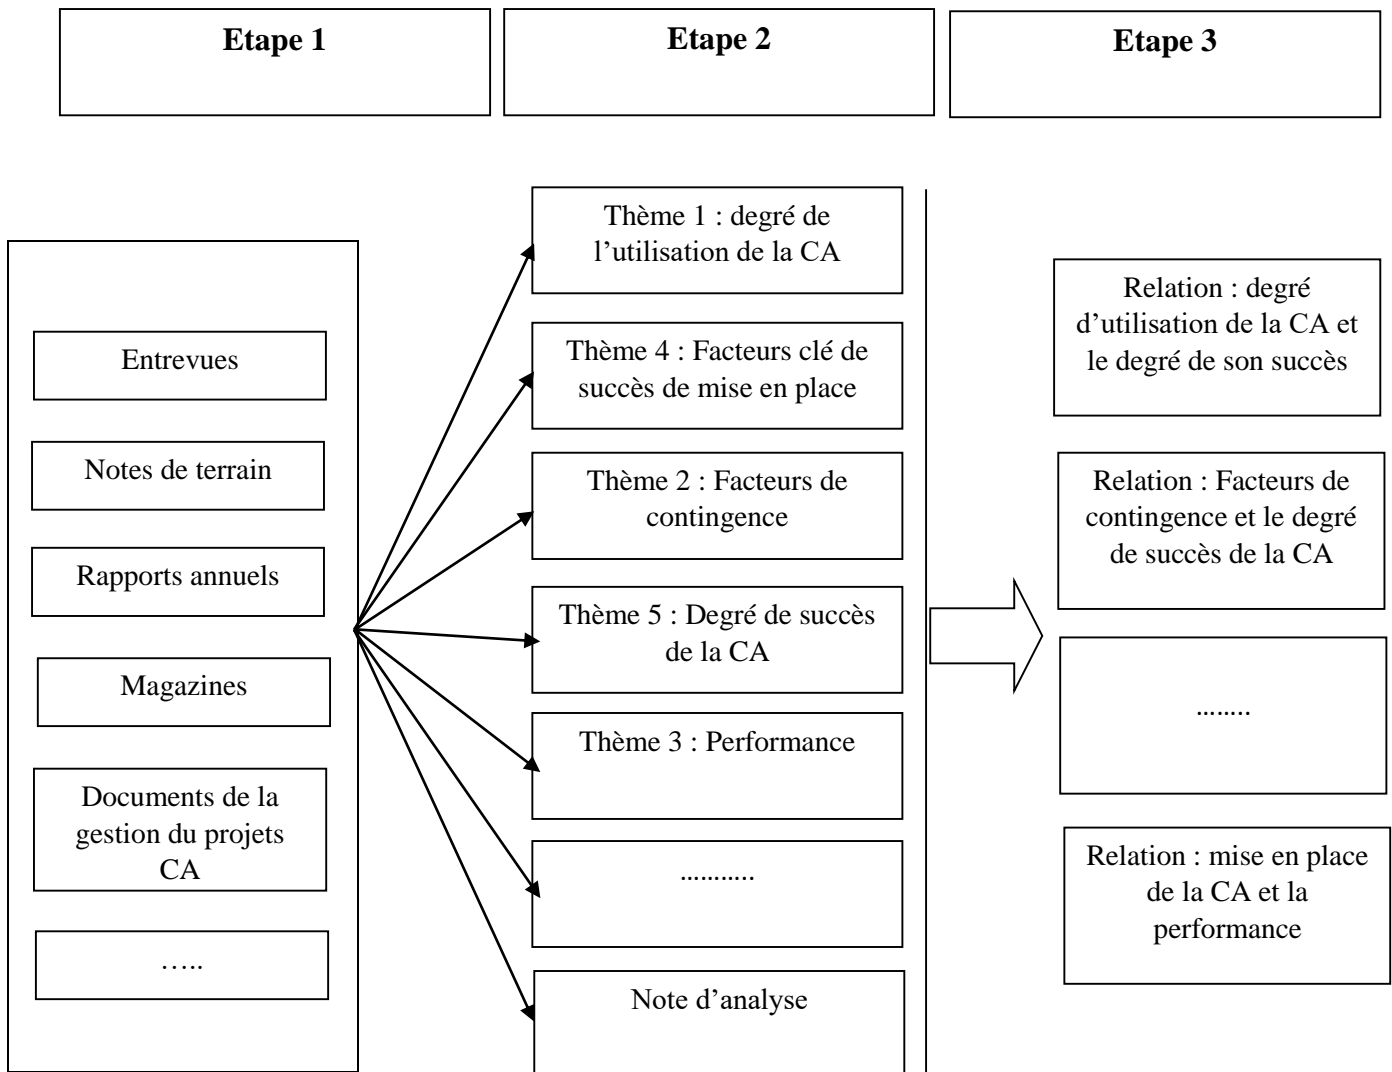 Etape 1
Etape 2
Etape 3
Entrevues
Notes de terrain
Rapports annuels
Magazines
Documents de la
gestion du projets
CA
…..
Thème 1 : degré de
l’utilisation de la CA
Thème 4 : Facteurs clé de
succès de mise en place
Thème 2 : Facteurs de
contingence
Thème 5 : Degré de succès
de la CA
Thème 3 : Performance
...........
Note d’analyse
Relation : degré
d’utilisation de la CA et
le degré de son succès
Relation : Facteurs de
contingence et le degré
de succès de la CA
........
Relation : mise en place
de la CA et la
performance